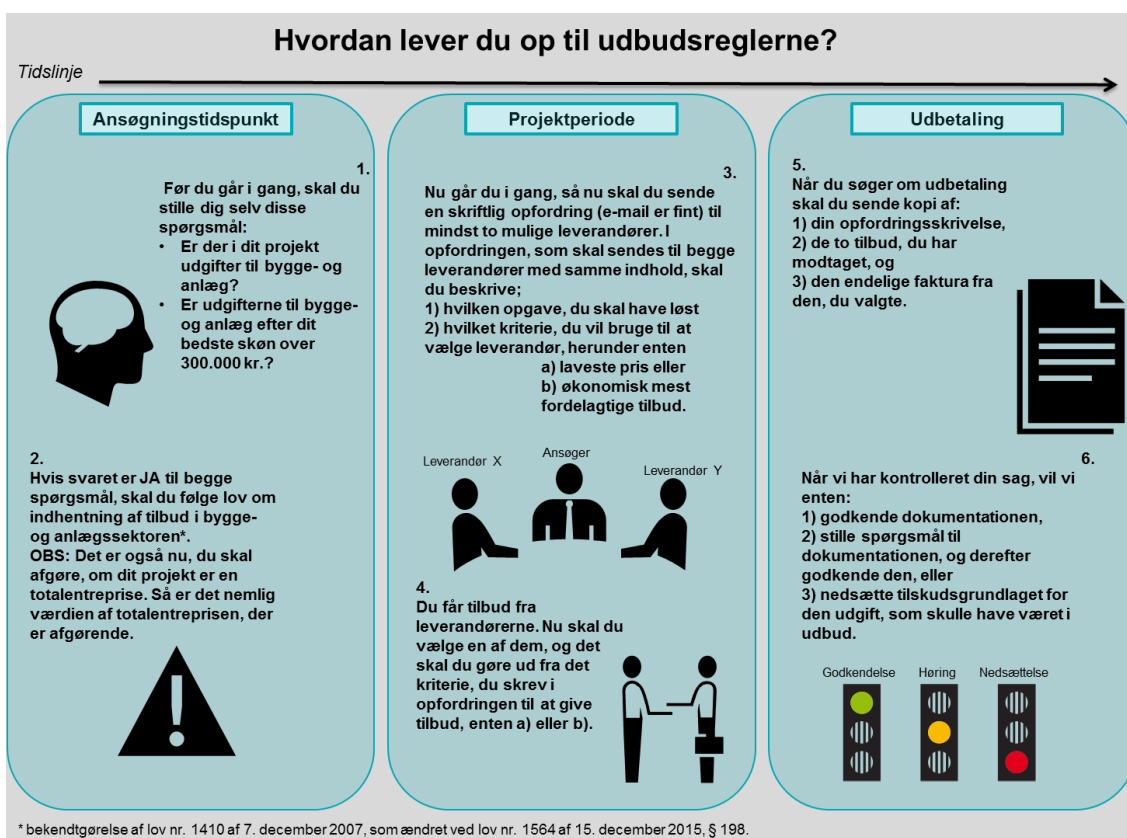 Hvordan lever du op til udbudsreglerne?
Tidslinje
Ansøgningstidspunkt
1.
Før du går i gang, skal du
stille dig selv disse
spørgsmål:
• Er der i dit projekt
udgifter til bygge- og
anlæg?
• Er udgifterne til bygge-
og anlæg efter dit
bedste skøn over
300.000 kr.?
2.
Hvis svaret er JA til begge
spørgsmål, skal du følge lov om
indhentning af tilbud i bygge-
og anlægssektoren*.
OBS: Det er også nu, du skal
afgøre, om dit projekt er en
totalentreprise. Så er det nemlig
værdien af totalentreprisen, der
er afgørende.
Projektperiode
3.
Nu går du i gang, så nu skal du sende
en skriftlig opfordring (e-mail er fint) til
mindst to mulige leverandører. I
opfordringen, som skal sendes til begge
leverandører med samme indhold, skal
du beskrive;
1) hvilken opgave, du skal have løst
2) hvilket kriterie, du vil bruge til at
vælge leverandør, herunder enten
a) laveste pris eller
b) økonomisk mest
fordelagtige tilbud.
Leverandør X
Ansøger
Leverandør Y
4.
Du får tilbud fra
leverandørerne. Nu skal du
vælge en af dem, og det
skal du gøre ud fra det
kriterie, du skrev i
opfordringen til at give
tilbud, enten a) eller b).
Udbetaling
5.
Når du søger om udbetaling
skal du sende kopi af:
1) din opfordringsskrivelse,
2) de to tilbud, du har
modtaget, og
3) den endelige faktura fra
den, du valgte.
6.
Når vi har kontrolleret din sag, vil vi
enten:
1) godkende dokumentationen,
2) stille spørgsmål til
dokumentationen, og derefter
godkende den, eller
3) nedsætte tilskudsgrundlaget for
den udgift, som skulle have været i
udbud.
Godkendelse
Høring
Nedsættelse
* bekendtgørelse af lov nr. 1410 af 7. december 2007, som ændret ved lov nr. 1564 af 15. december 2015, § 198.